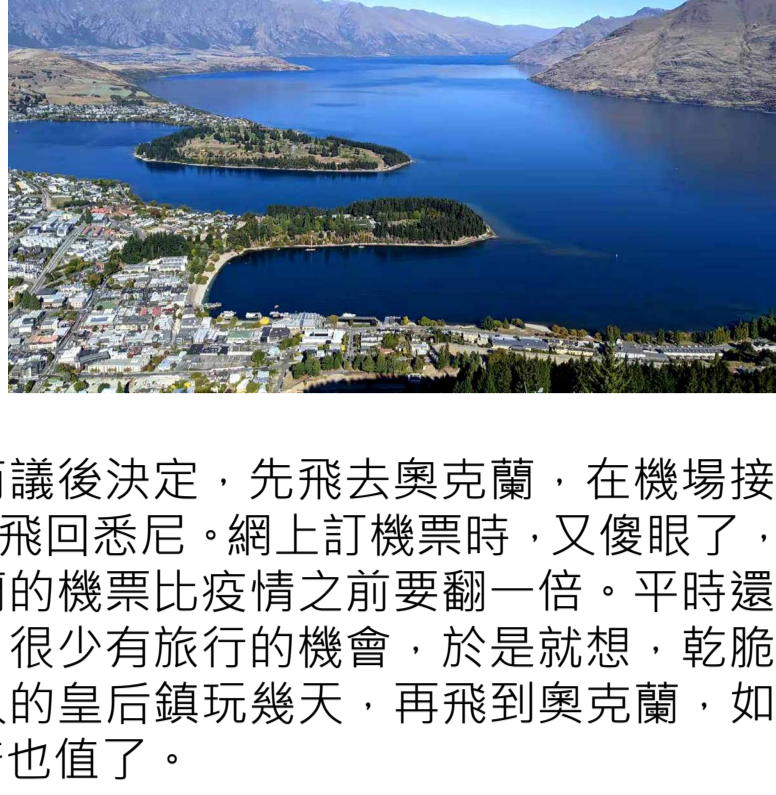 議後決定，先飛去奧克蘭，在機場接
飛回悉尼。網上訂機票時，又傻眼了，
的機票比疫情之前要翻一倍。平時還
很少有旅行的機會，於是就想，乾脆
的皇后鎮玩幾天，再飛到奧克蘭，如
也值了。